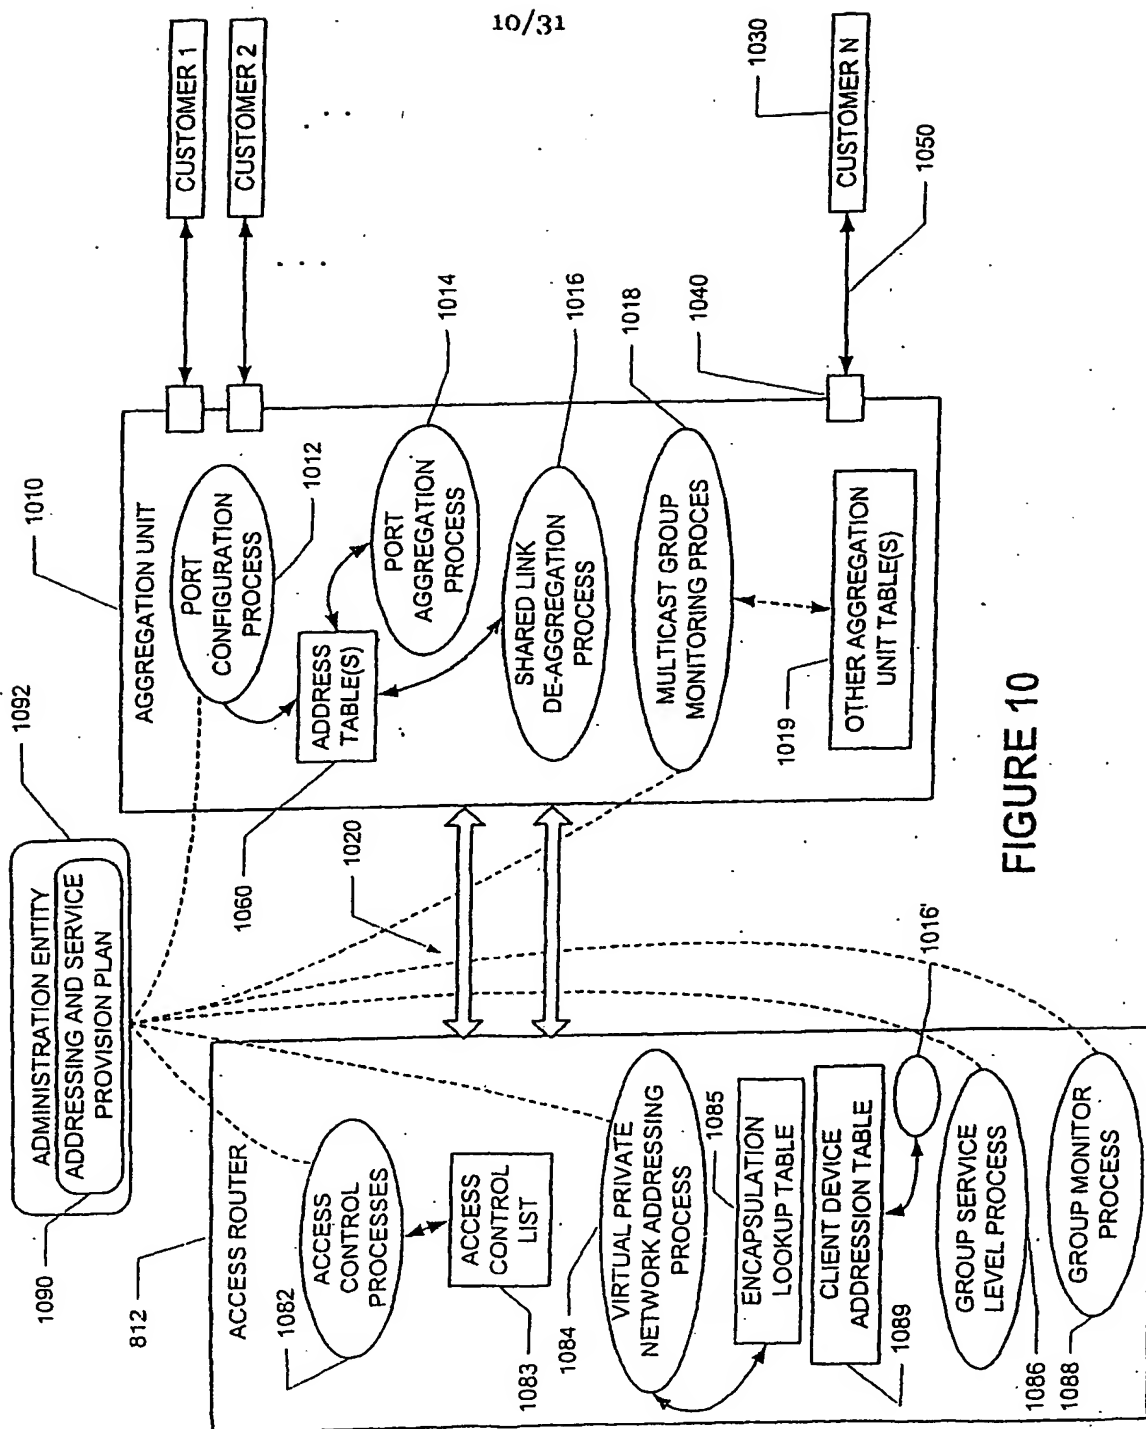 10/31
ADMINISTRATION ENTITY
ADDRESSING AND SERVICE
PROVISION PLAN
1090
1092
812
ACCESS ROUTER
1082
ACCESS
CONTROL
PROCESSES
1083
ACCESS
CONTROL
LIST
1084
VIRTUAL PRIVATE
NETWORK ADDRESSING
PROCESS
1085
ENCAPSULATION
LOOKUP TABLE
CLIENT DEVICE
ADDRESSION TABLE
1089
1016'
GROUP SERVICE
LEVEL PROCESS
1086
GROUP MONITOR
PROCESS
1088
1020
1010
AGGREGATION UNIT
PORT
CONFIGURATION
PROCESS
1012
1060
ADDRESS
TABLE(S)
PORT
AGGREGATION
PROCESS
1014
SHARED LINK
DE-AGGREGATION
PROCESS
1016
MULTICAST GROUP
MONITORING PROCES
1018
1019
OTHER AGGREGATION
UNIT TABLE(S)
1040
CUSTOMER 1
CUSTOMER 2
. . .
. . .
CUSTOMER N
1030
1050
FIGURE 10